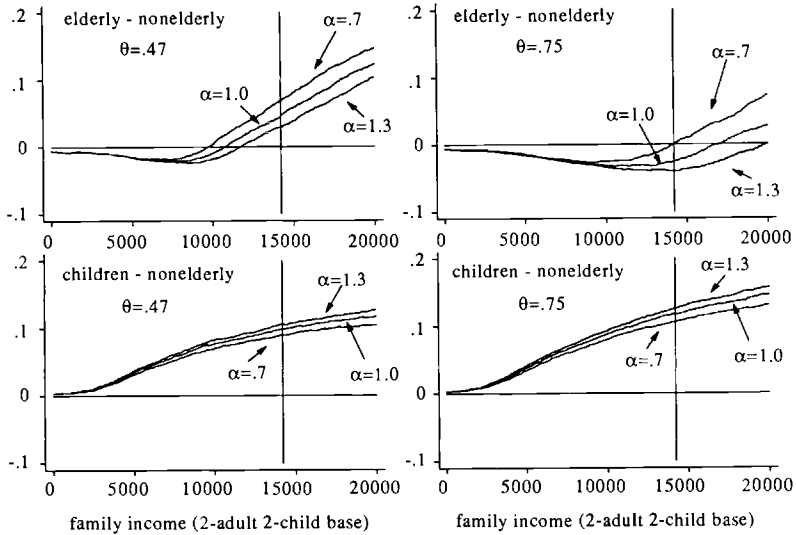 elderly - nonelderly
θ=.47
α=.7
α=1.0
α=1.3
.2
.1
0
-.1
0 5000 10000 15000 20000
elderly - nonelderly
θ=.75
α=.7
α=1.0
α=1.3
.2
.1
0
-.1
0 5000 10000 15000 20000
children - nonelderly
θ=.47
α=1.3
α=.7
α=1.0
.2
.1
0
-.1
0 5000 10000 15000 20000
family income (2-adult 2-child base)
children - nonelderly
θ=.75
α=1.3
α=.7
α=1.0
.2
.1
0
-.1
0 5000 10000 15000 20000
family income (2-adult 2-child base)